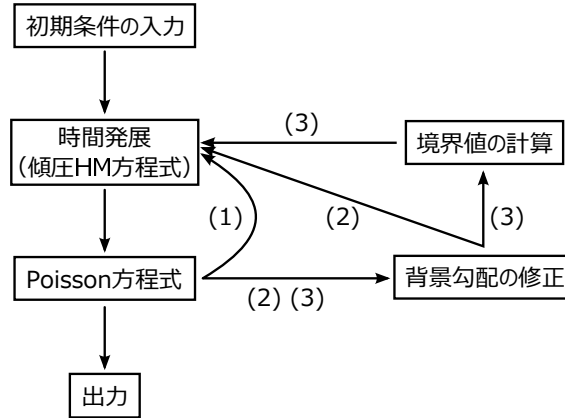 初期条件の入力
時間発展
(傾圧HM方程式)
(3)
境界値の計算
(1)
(2)
(3)
Poisson方程式
(2) (3)
背景勾配の修正
出力